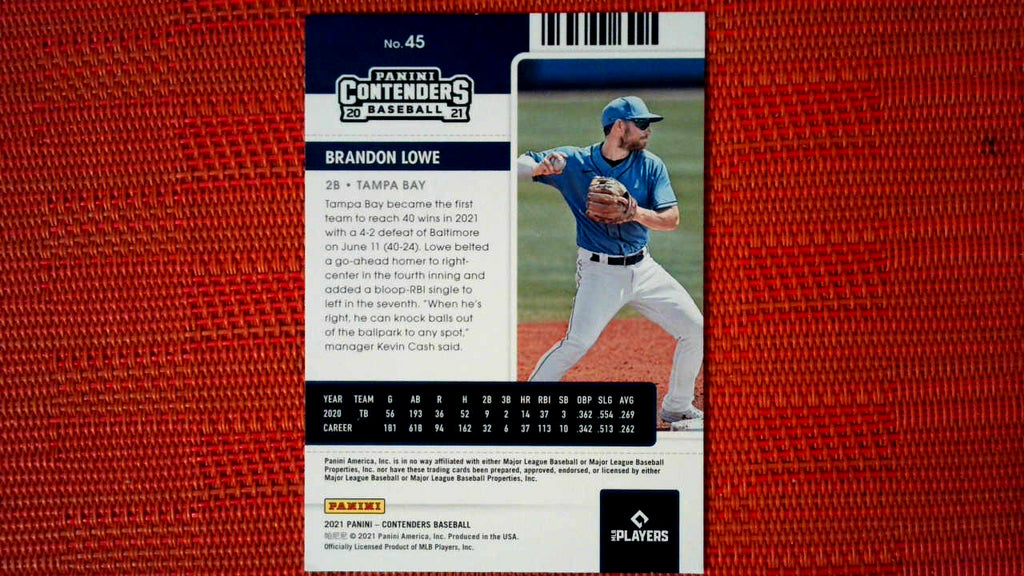 No. 45
PANINI
CONTENDERS
20 BASEBALL 21
BRANDON LOWE
2B • TAMPA BAY
Tampa Bay became the first
team to reach 40 wins in 2021
with a 4-2 defeat of Baltimore
on June 11 (40-24). Lowe belted
a go-ahead homer to right-
center in the fourth inning and
added a bloop-RBI single to
left in the seventh. "When he's
right, he can knock balls out
of the ballpark to any spot,"
manager Kevin Cash said.
YEAR TEAM G AB R H 2B 3B HR RBI SB OBP SLG AVG
2020 TB 56 193 36 52 9 2 14 37 3 .362 .554 .269
CAREER 181 618 94 162 32 6 37 113 10 .342 .513 .262
Panini America, Inc. is in no way affiliated with either Major League Baseball or Major League Baseball
Properties, Inc. nor have these trading cards been prepared, approved, endorsed, or licensed by either
Major League Baseball or Major League Baseball Properties, Inc.
PANINI
2021 PANINI – CONTENDERS BASEBALL
帕尼尼 © 2021 Panini America, Inc. Produced in the USA.
Officially Licensed Product of MLB Players, Inc.
MLB PLAYERS